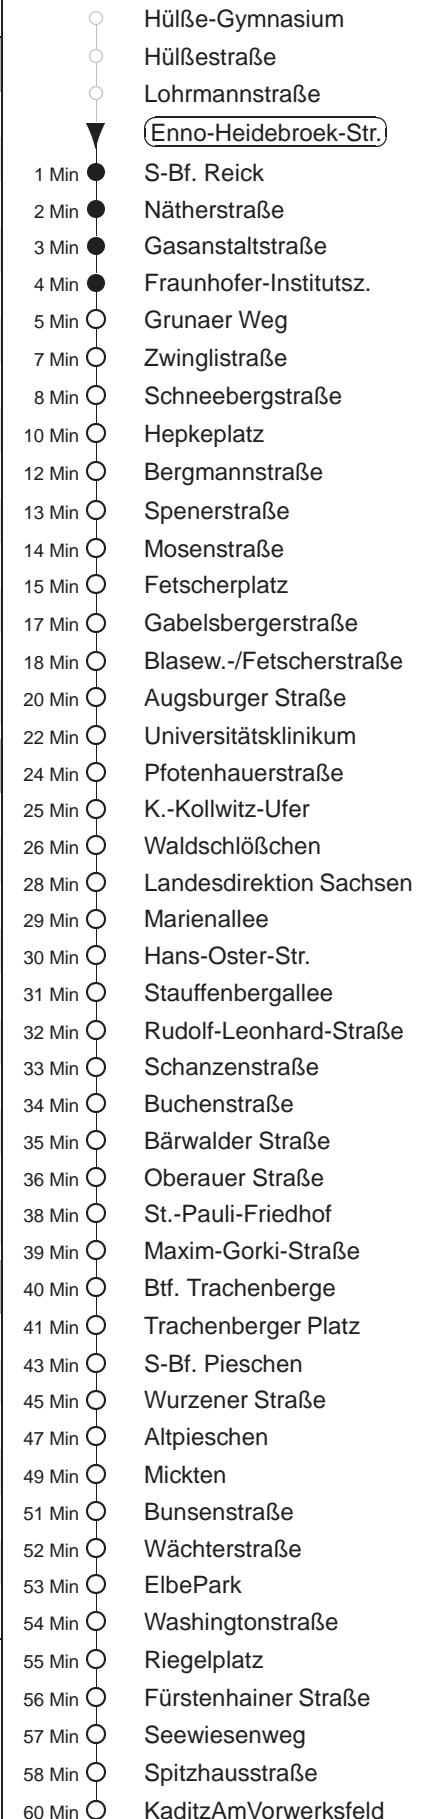 Hülße-Gymnasium
Hülßestraße
Lohrmannstraße
Enno-Heidebroek-Str.
1 Min S-Bf. Reick
2 Min Nätherstraße
3 Min Gasanstaltstraße
4 Min Fraunhofer-Institutsz.
5 Min Grunaer Weg
7 Min Zwinglistraße
8 Min Schneebergstraße
10 Min Hepkeplatz
12 Min Bergmannstraße
13 Min Spenerstraße
14 Min Mosenstraße
15 Min Fetscherplatz
17 Min Gabelsbergerstraße
18 Min Blasew.-/Fetscherstraße
20 Min Augsburger Straße
22 Min Universitätsklinikum
24 Min Pfotenhauerstraße
25 Min K.-Kollwitz-Ufer
26 Min Waldschlößchen
28 Min Landesdirektion Sachsen
29 Min Marienallee
30 Min Hans-Oster-Str.
31 Min Stauffenbergallee
32 Min Rudolf-Leonhard-Straße
33 Min Schanzenstraße
34 Min Buchenstraße
35 Min Bärwalder Straße
36 Min Oberauer Straße
38 Min St.-Pauli-Friedhof
39 Min Maxim-Gorki-Straße
40 Min Btf. Trachenberge
41 Min Trachenberger Platz
43 Min S-Bf. Pieschen
45 Min Wurzener Straße
47 Min Altpieschen
49 Min Mickten
51 Min Bunsenstraße
52 Min Wächterstraße
53 Min ElbePark
54 Min Washingtonstraße
55 Min Riegelplatz
56 Min Fürstenhainer Straße
57 Min Seewiesenweg
58 Min Spitzhausstraße
60 Min KaditzAmVorwerksfeld